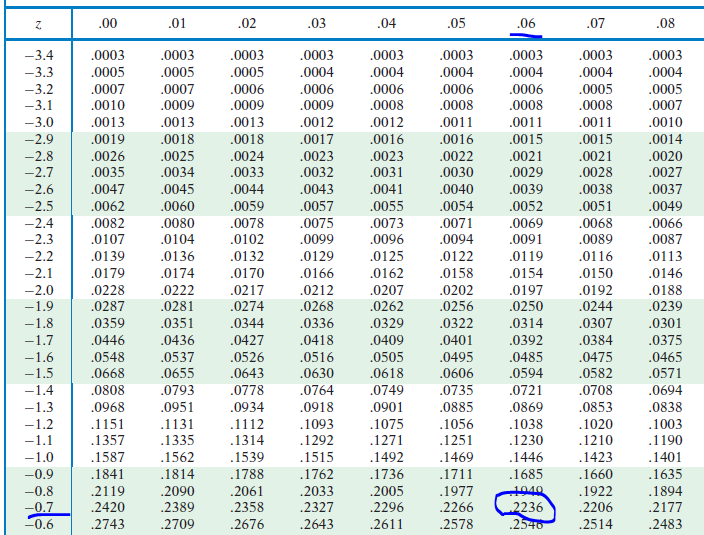 z .00 .01 .02 .03 .04 .05 .06 .07 .08
−3.4 .0003 .0003 .0003 .0003 .0003 .0003 .0003 .0003 .0003
−3.3 .0005 .0005 .0005 .0004 .0004 .0004 .0004 .0004 .0004
−3.2 .0007 .0007 .0006 .0006 .0006 .0006 .0006 .0005 .0005
−3.1 .0010 .0009 .0009 .0009 .0008 .0008 .0008 .0008 .0007
−3.0 .0013 .0013 .0013 .0012 .0012 .0011 .0011 .0011 .0010
−2.9 .0019 .0018 .0018 .0017 .0016 .0016 .0015 .0015 .0014
−2.8 .0026 .0025 .0024 .0023 .0023 .0022 .0021 .0021 .0020
−2.7 .0035 .0034 .0033 .0032 .0031 .0030 .0029 .0028 .0027
−2.6 .0047 .0045 .0044 .0043 .0041 .0040 .0039 .0038 .0037
−2.5 .0062 .0060 .0059 .0057 .0055 .0054 .0052 .0051 .0049
−2.4 .0082 .0080 .0078 .0075 .0073 .0071 .0069 .0068 .0066
−2.3 .0107 .0104 .0102 .0099 .0096 .0094 .0091 .0089 .0087
−2.2 .0139 .0136 .0132 .0129 .0125 .0122 .0119 .0116 .0113
−2.1 .0179 .0174 .0170 .0166 .0162 .0158 .0154 .0150 .0146
−2.0 .0228 .0222 .0217 .0212 .0207 .0202 .0197 .0192 .0188
−1.9 .0287 .0281 .0274 .0268 .0262 .0256 .0250 .0244 .0239
−1.8 .0359 .0351 .0344 .0336 .0329 .0322 .0314 .0307 .0301
−1.7 .0446 .0436 .0427 .0418 .0409 .0401 .0392 .0384 .0375
−1.6 .0548 .0537 .0526 .0516 .0505 .0495 .0485 .0475 .0465
−1.5 .0668 .0655 .0643 .0630 .0618 .0606 .0594 .0582 .0571
−1.4 .0808 .0793 .0778 .0764 .0749 .0735 .0721 .0708 .0694
−1.3 .0968 .0951 .0934 .0918 .0901 .0885 .0869 .0853 .0838
−1.2 .1151 .1131 .1112 .1093 .1075 .1056 .1038 .1020 .1003
−1.1 .1357 .1335 .1314 .1292 .1271 .1251 .1230 .1210 .1190
−1.0 .1587 .1562 .1539 .1515 .1492 .1469 .1446 .1423 .1401
−0.9 .1841 .1814 .1788 .1762 .1736 .1711 .1685 .1660 .1635
−0.8 .2119 .2090 .2061 .2033 .2005 .1977 .1949 .1922 .1894
−0.7 .2420 .2389 .2358 .2327 .2296 .2266 .2236 .2206 .2177
−0.6 .2743 .2709 .2676 .2643 .2611 .2578 .2546 .2514 .2483